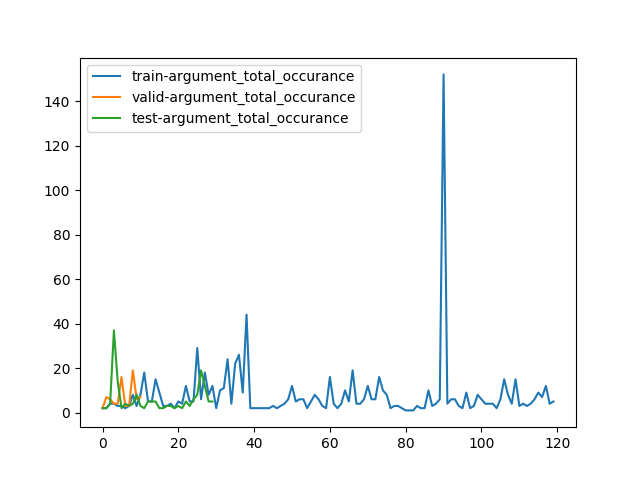 train-argument_total_occurance
valid-argument_total_occurance
test-argument_total_occurance
140
120
100
80
60
40
20
0
0 20 40 60 80 100 120